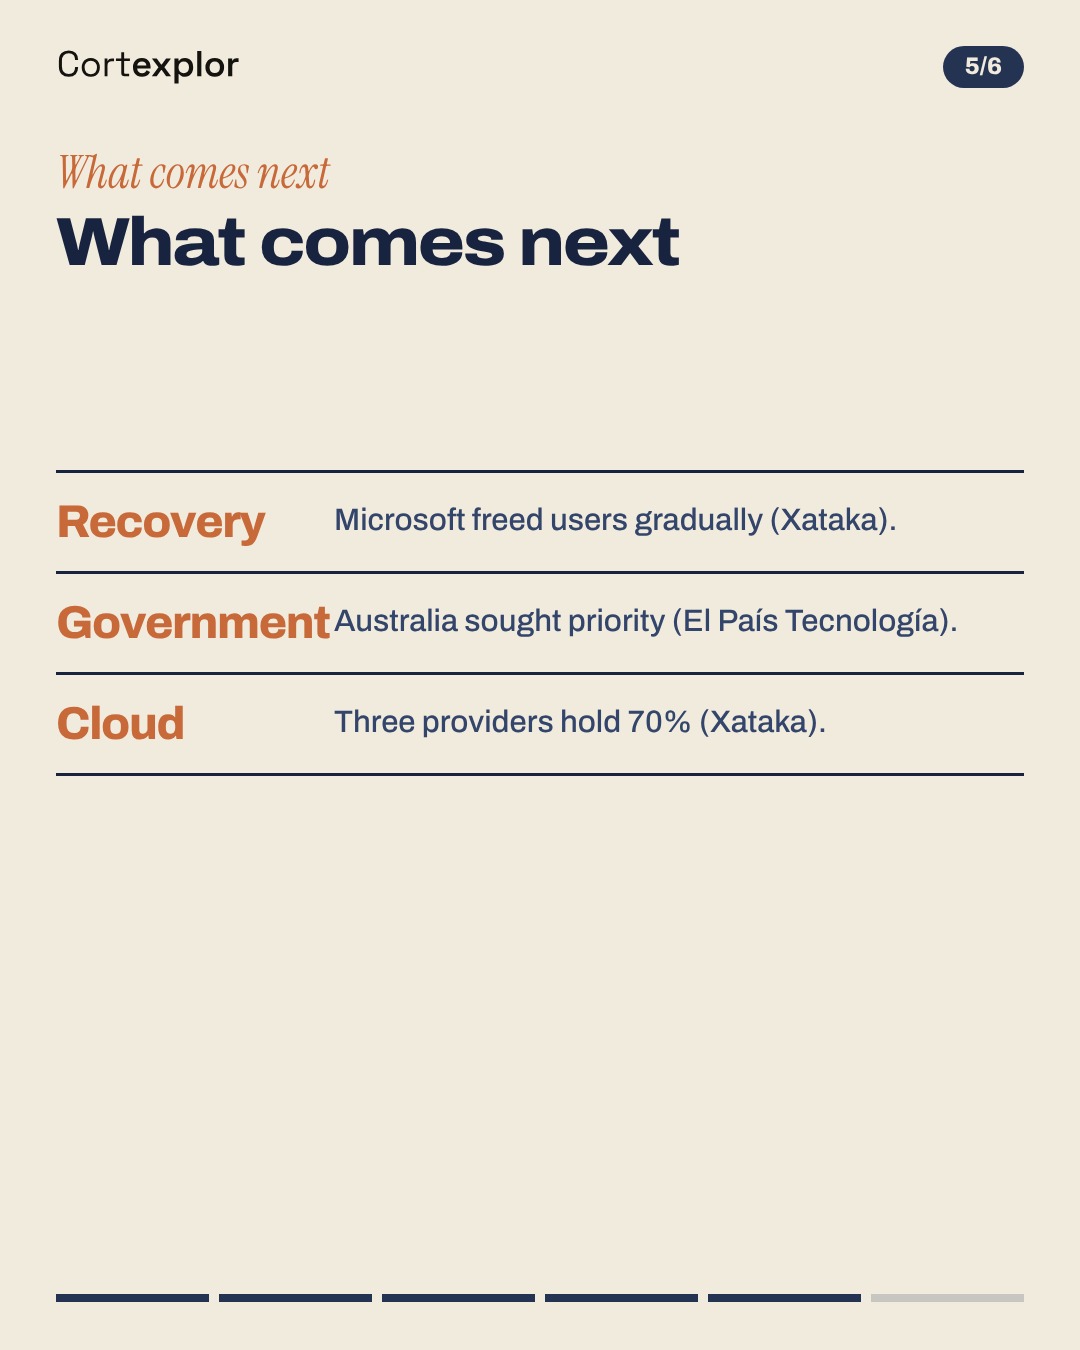 Cortexplor
5/6
What comes next
What comes next
Recovery
Microsoft freed users gradually (Xataka).
Government
Australia sought priority (El País Tecnología).
Cloud
Three providers hold 70% (Xataka).